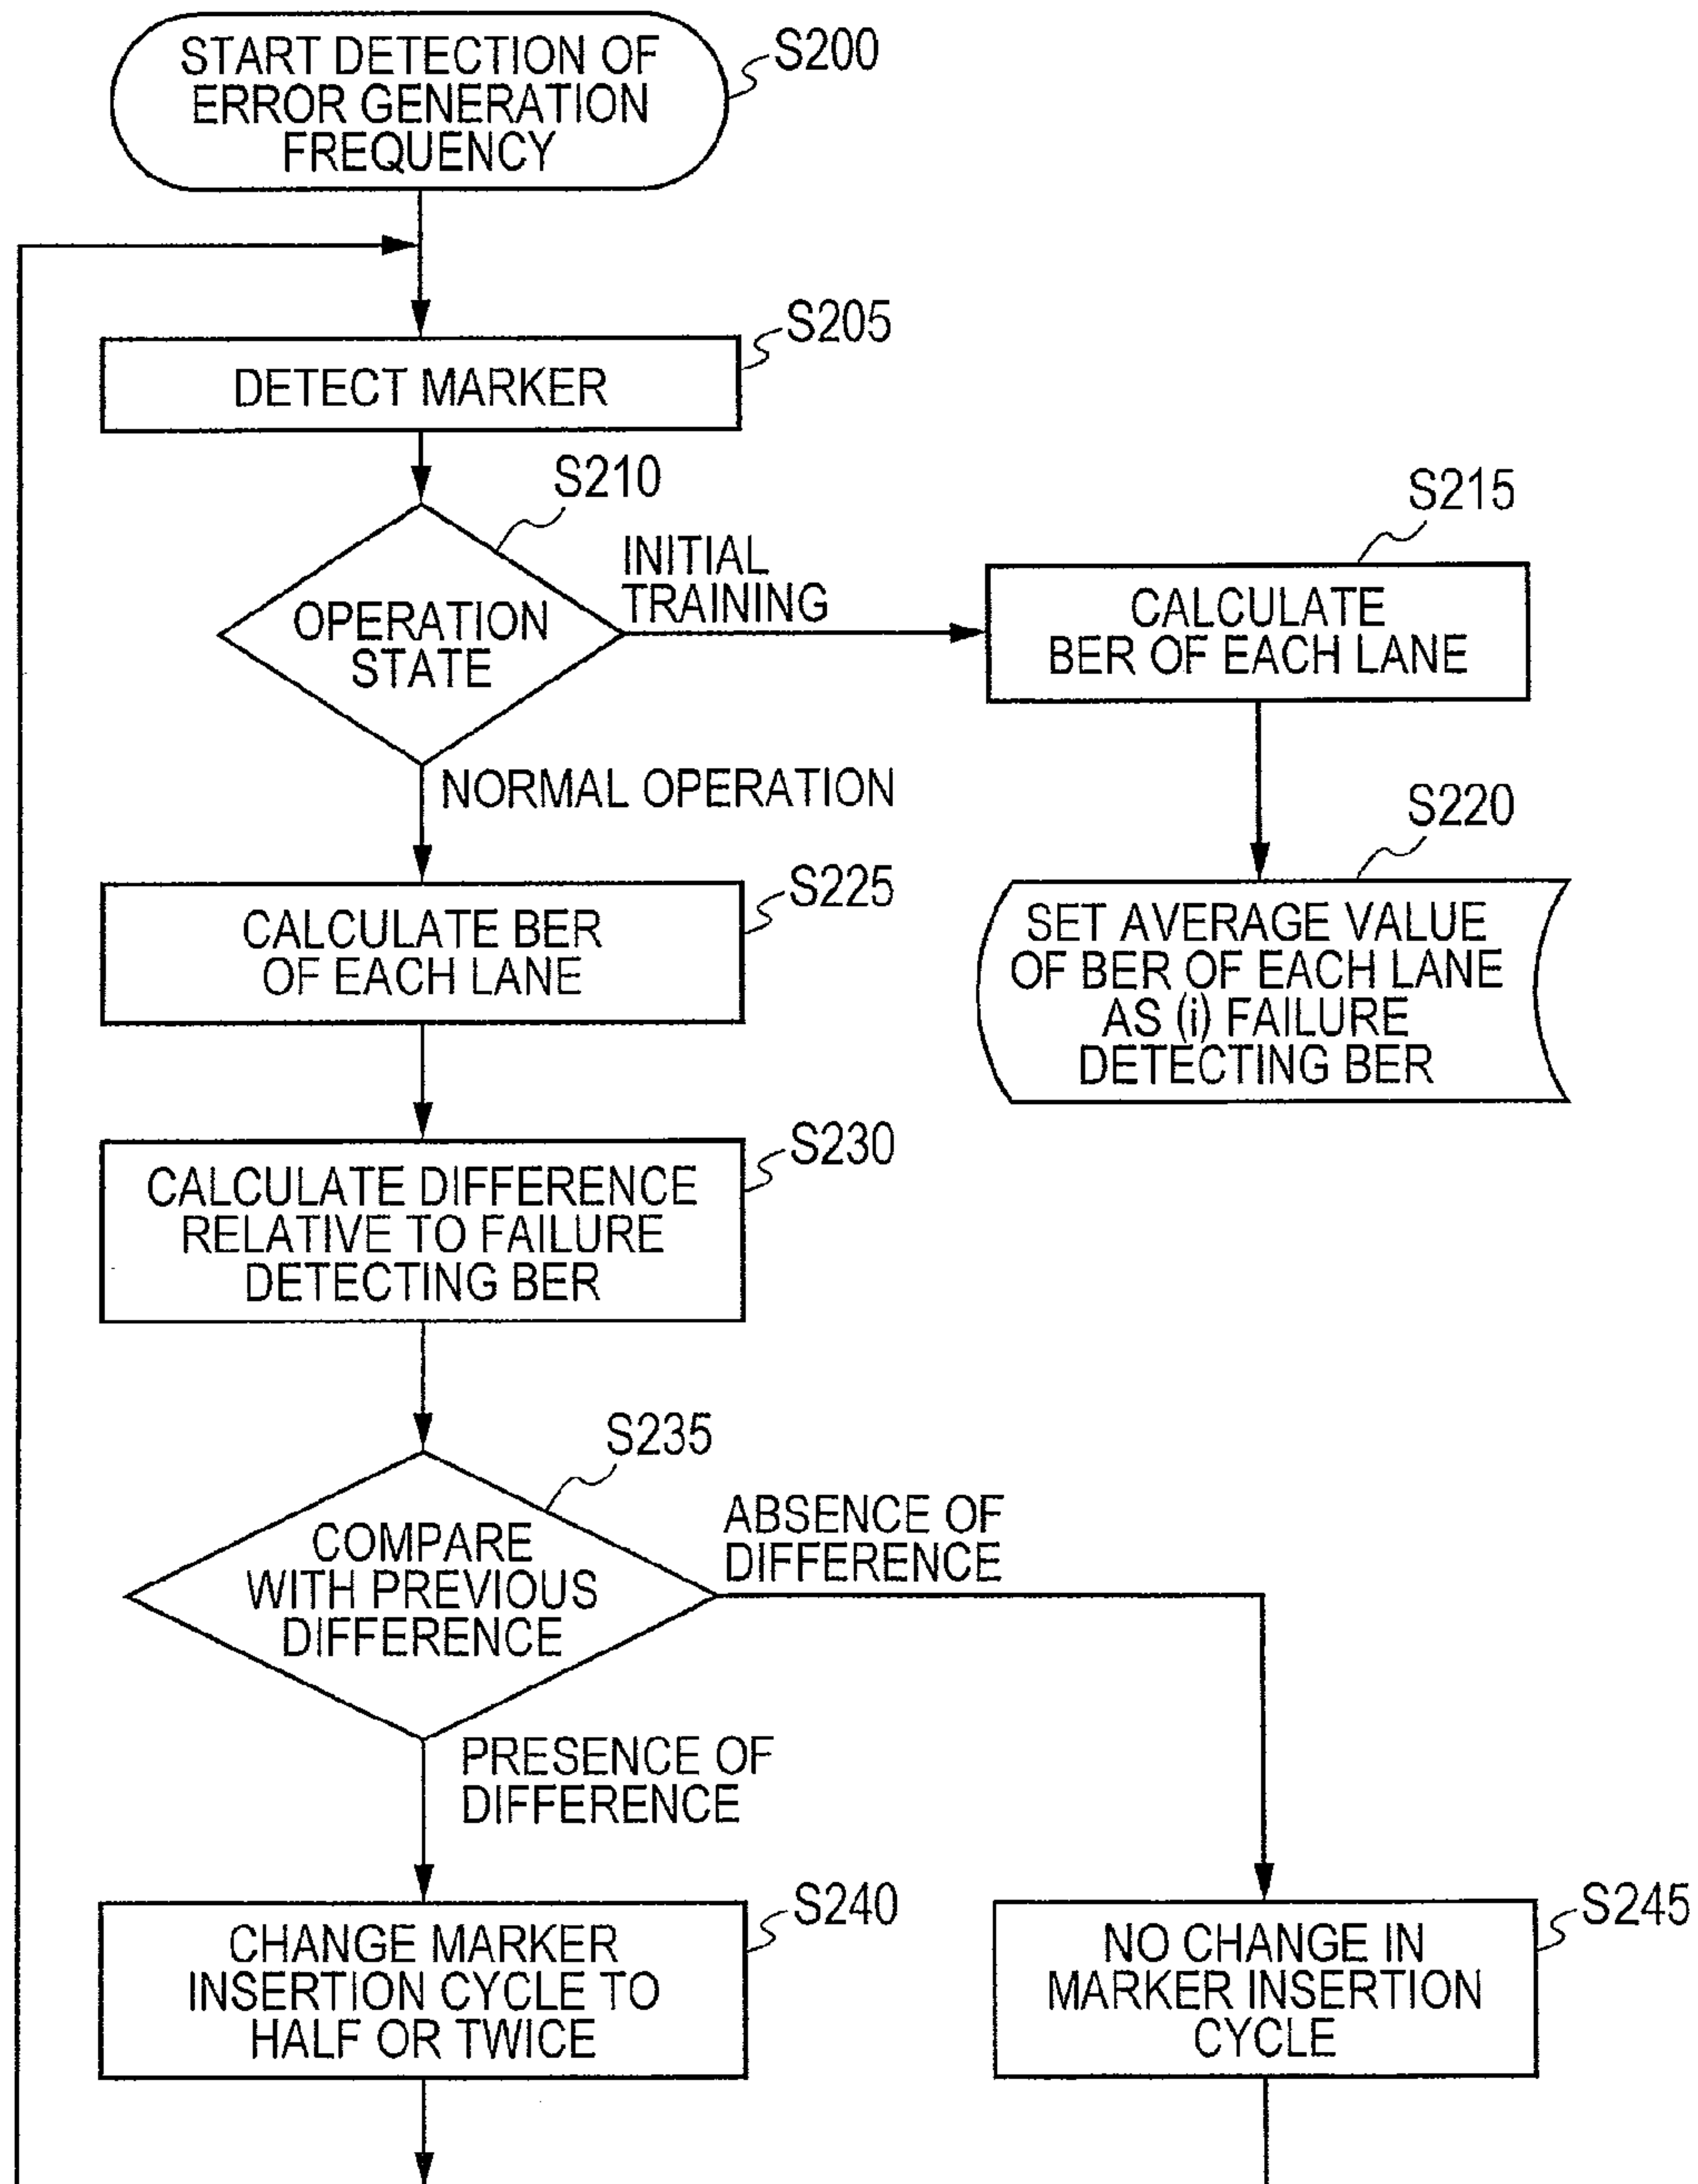 START DETECTION OF
ERROR GENERATION
FREQUENCY
S200
S205
DETECT MARKER
S210
OPERATION
STATE
INITIAL
TRAINING
S215
CALCULATE
BER OF EACH LANE
NORMAL OPERATION
S220
SET AVERAGE VALUE
OF BER OF EACH LANE
AS (i) FAILURE
DETECTING BER
S225
CALCULATE BER
OF EACH LANE
S230
CALCULATE DIFFERENCE
RELATIVE TO FAILURE
DETECTING BER
S235
COMPARE
WITH PREVIOUS
DIFFERENCE
ABSENCE OF
DIFFERENCE
PRESENCE OF
DIFFERENCE
S240
CHANGE MARKER
INSERTION CYCLE TO
HALF OR TWICE
S245
NO CHANGE IN
MARKER INSERTION
CYCLE